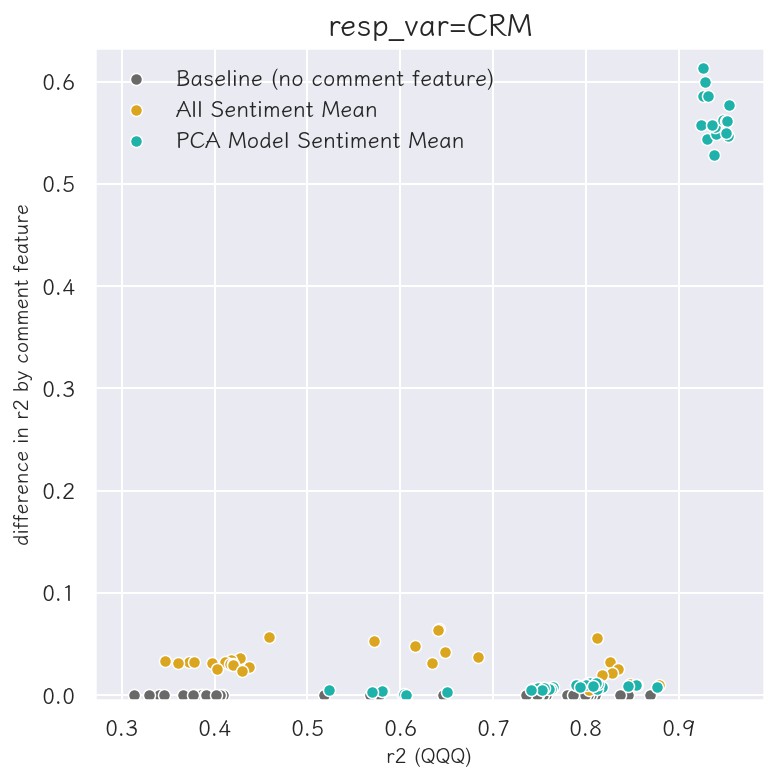 resp_var=CRM
Baseline (no comment feature)
All Sentiment Mean
PCA Model Sentiment Mean
difference in r2 by comment feature
0.6
0.5
0.4
0.3
0.2
0.1
0.0
0.3 0.4 0.5 0.6 0.7 0.8 0.9
r2 (QQQ)